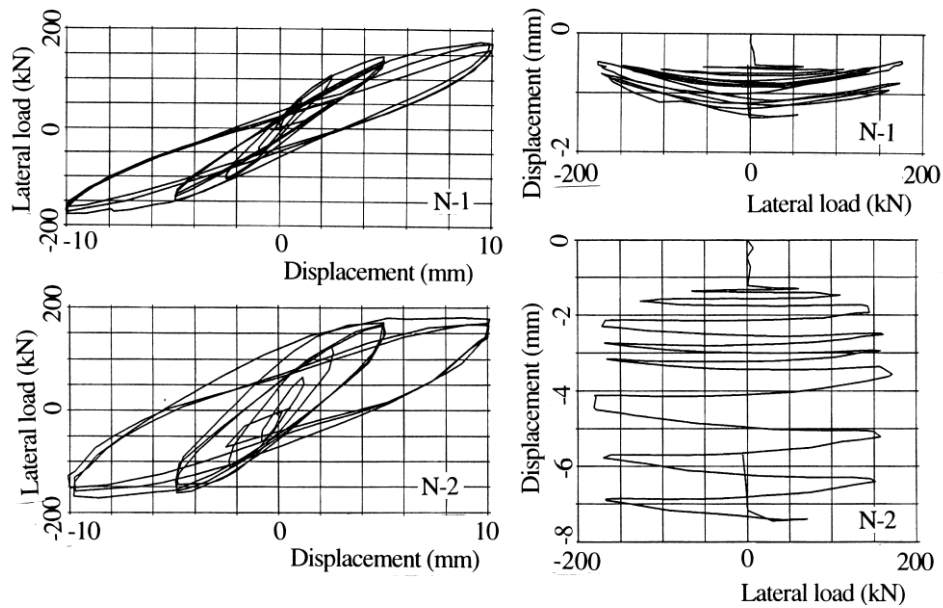 200
Lateral load (kN)
0
-200
N-1
-10
0
10
Displacement (mm)
0
Displacement (mm)
-2
N-1
-200
0
200
Lateral load (kN)
200
Lateral load (kN)
0
-200
N-2
-10
0
10
Displacement (mm)
0
-2
-4
-6
-8
Displacement (mm)
N-2
-200
0
200
Lateral load (kN)